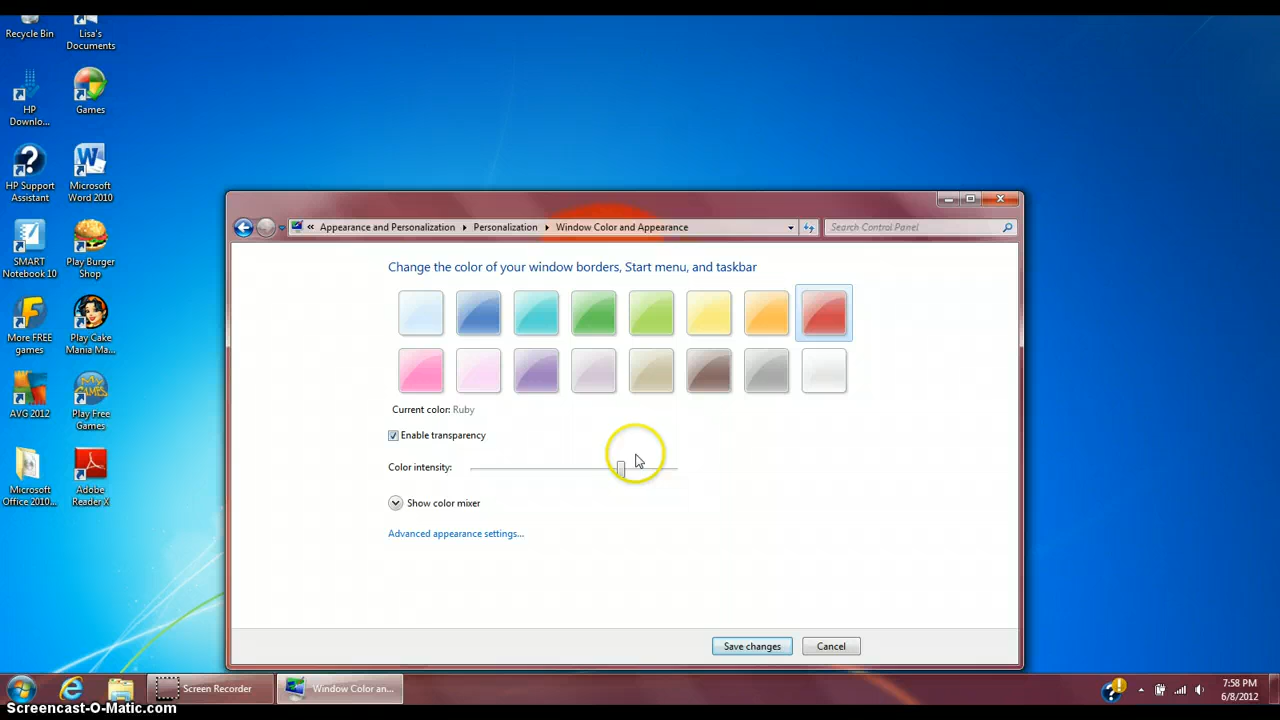 Recycle Bin
Lisa's
Documents
HP
Downlo...
Games
HP Support
Assistant
Microsoft
Word 2010
SMART
Notebook 10
Play Burger
Shop
More FREE
games
Play Cake
Mania Ma...
AVG 2012
Play Free
Games
Microsoft
Office 2010...
Adobe
Reader X
« Appearance and Personalization Personalization Window Color and Appearance
Search Control Panel
Change the color of your window borders, Start menu, and taskbar
Current color: Ruby
Enable transparency
Color intensity:
Show color mixer
Advanced appearance settings...
Save changes
Cancel
Screen Recorder
Window Color an...
7:58 PM
6/8/2012
Screencast-O-Matic.com